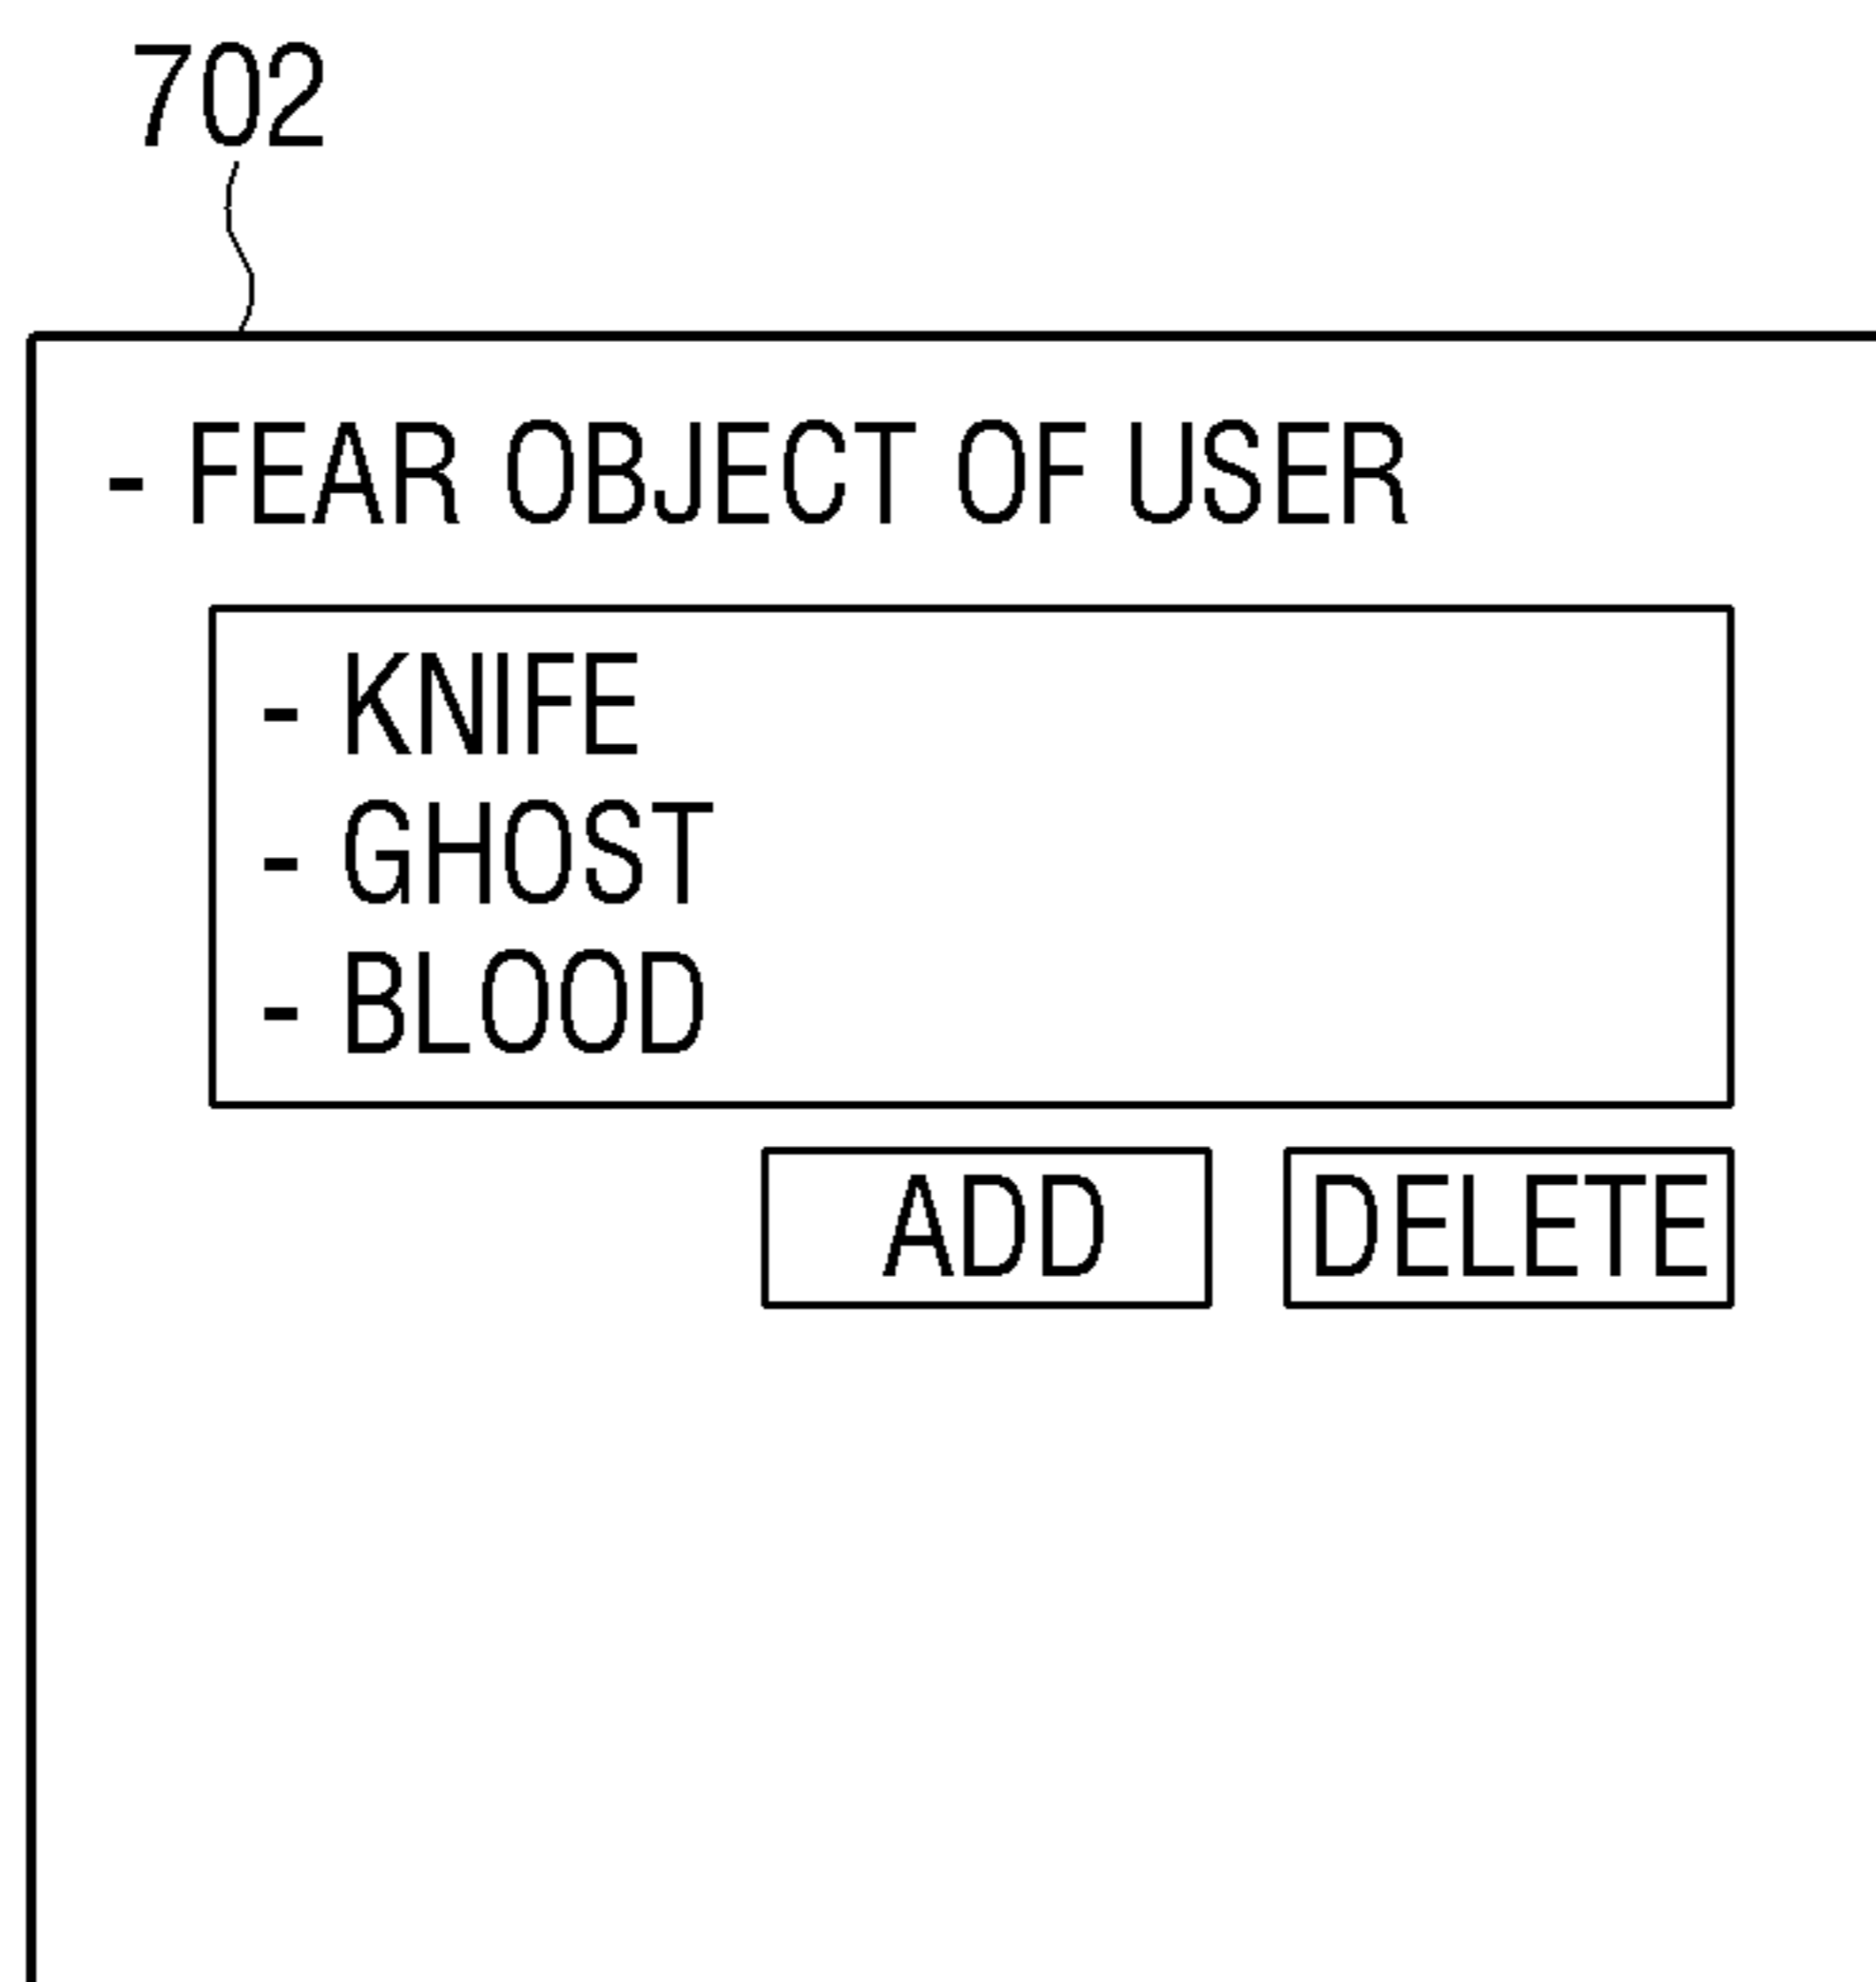 702
- FEAR OBJECT OF USER
- KNIFE
- GHOST
- BLOOD
ADD DELETE